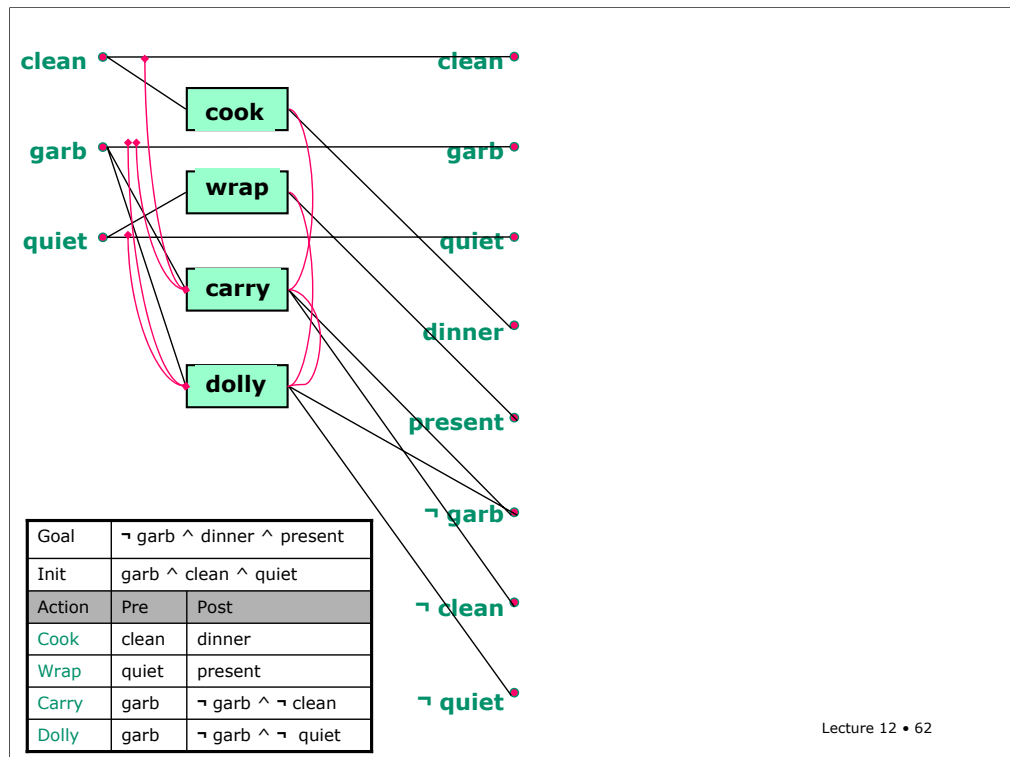 clean clean
cook
garb garb
wrap
quiet quiet
carry
dinner
dolly
present
¬ garb
Goal ¬ garb ^ dinner ^ present
Init garb ^ clean ^ quiet
Action Pre Post
¬ clean
Cook clean dinner
Wrap quiet present
Carry garb ¬ garb ^ ¬ clean
¬ quiet
Dolly garb ¬ garb ^ ¬ quiet
Lecture 12 • 62